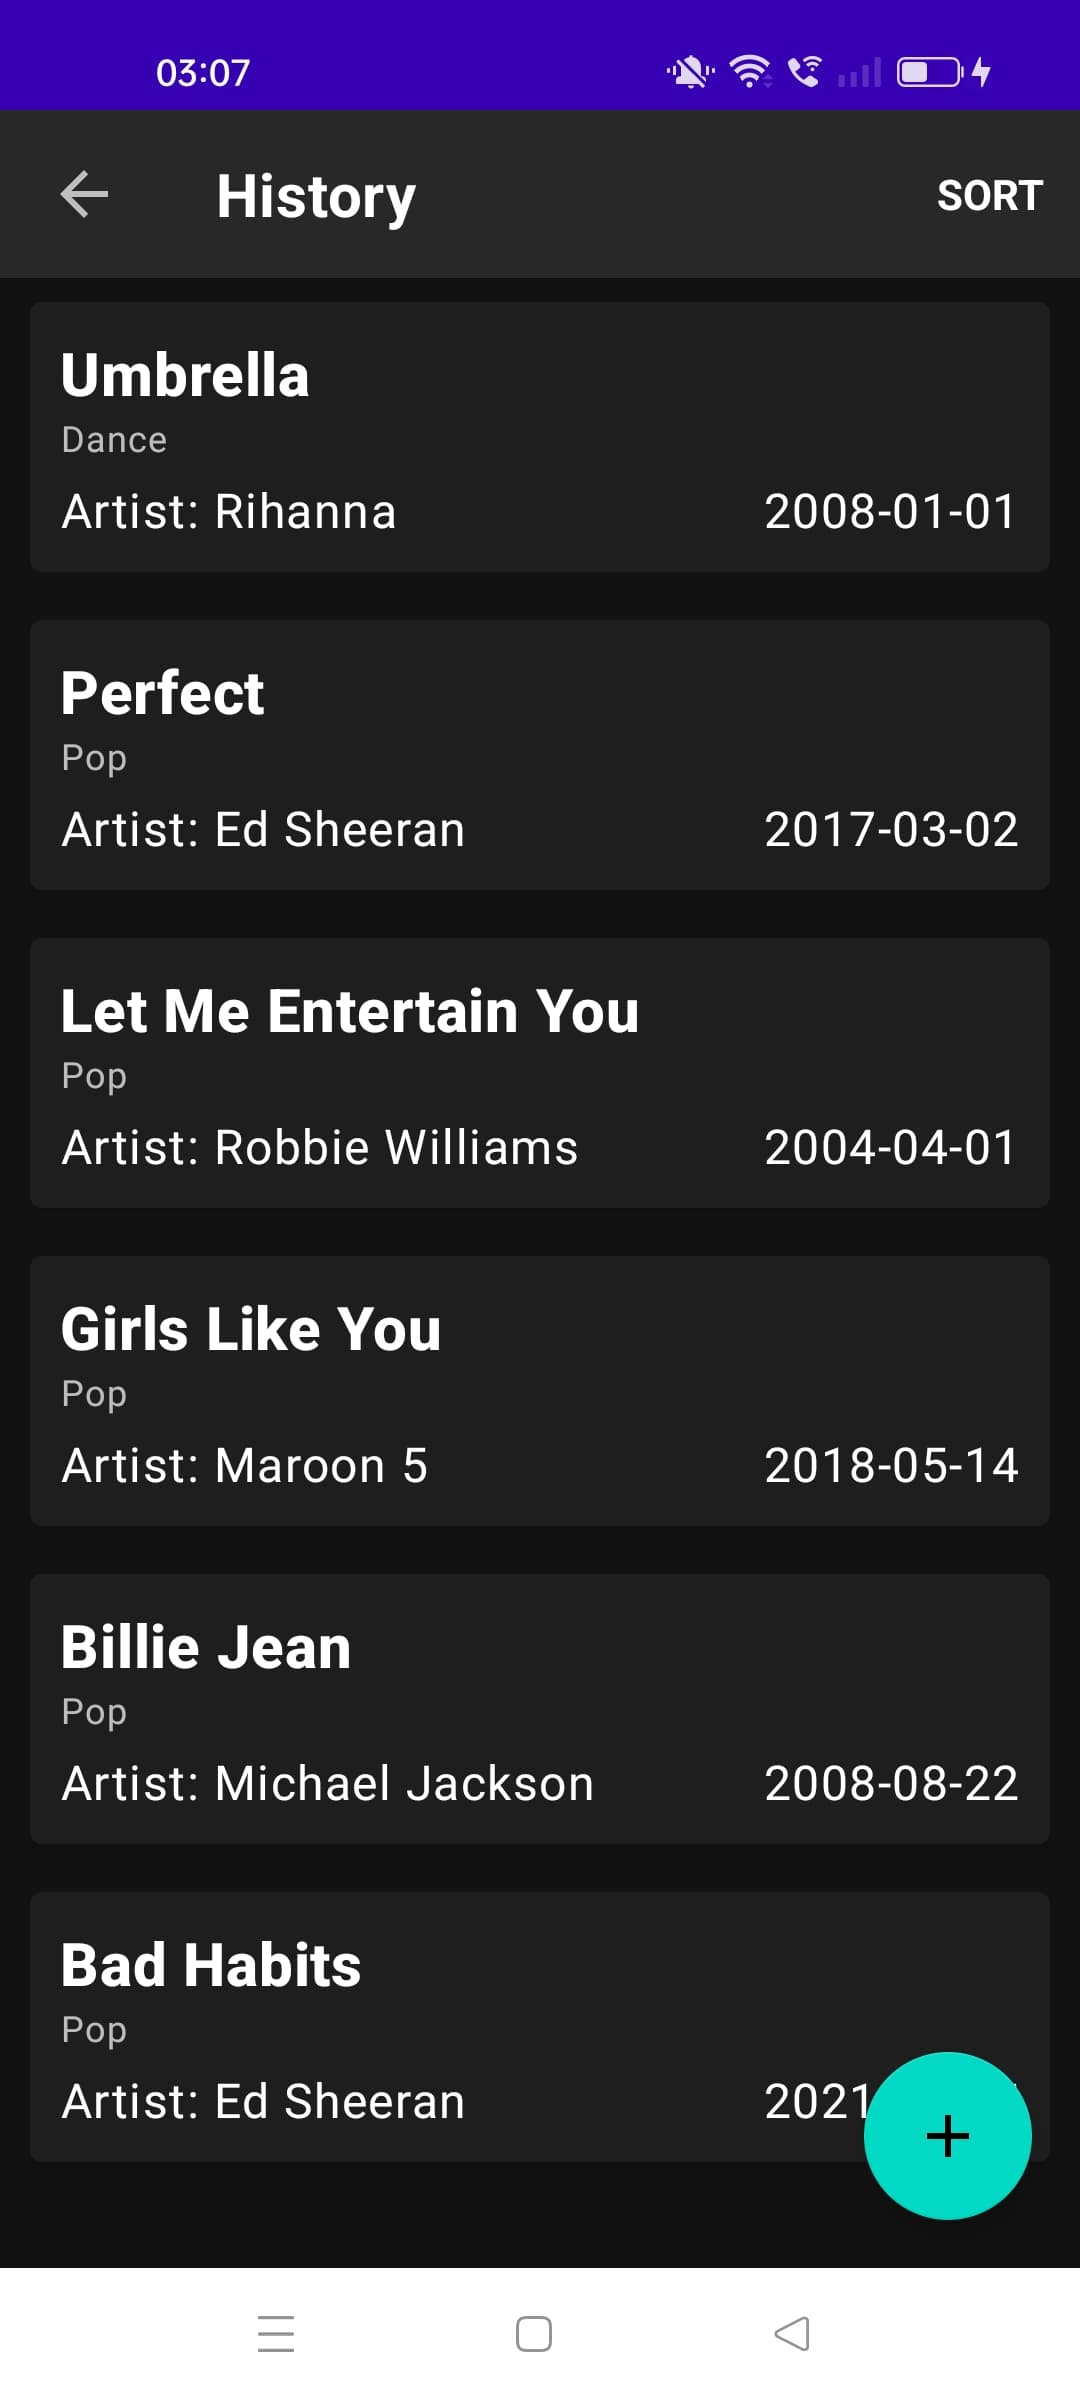 03:07
History
SORT
Umbrella
Dance
Artist: Rihanna 2008-01-01
Perfect
Pop
Artist: Ed Sheeran 2017-03-02
Let Me Entertain You
Pop
Artist: Robbie Williams 2004-04-01
Girls Like You
Pop
Artist: Maroon 5 2018-05-14
Billie Jean
Pop
Artist: Michael Jackson 2008-08-22
Bad Habits
Pop
Artist: Ed Sheeran 2021
+